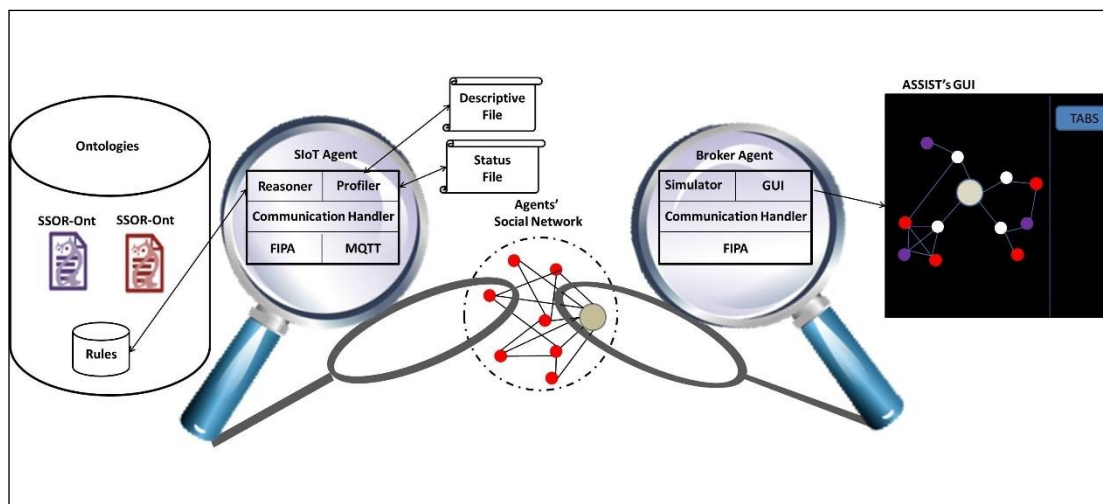 Ontologies
SSOR-Ont
SSOR-Ont
Rules
SIoT Agent
Reasoner
Profiler
Communication Handler
FIPA
MQTT
Descriptive
File
Status
File
Agents'
Social Network
Broker Agent
Simulator
GUI
Communication Handler
FIPA
ASSIST's GUI
TABS